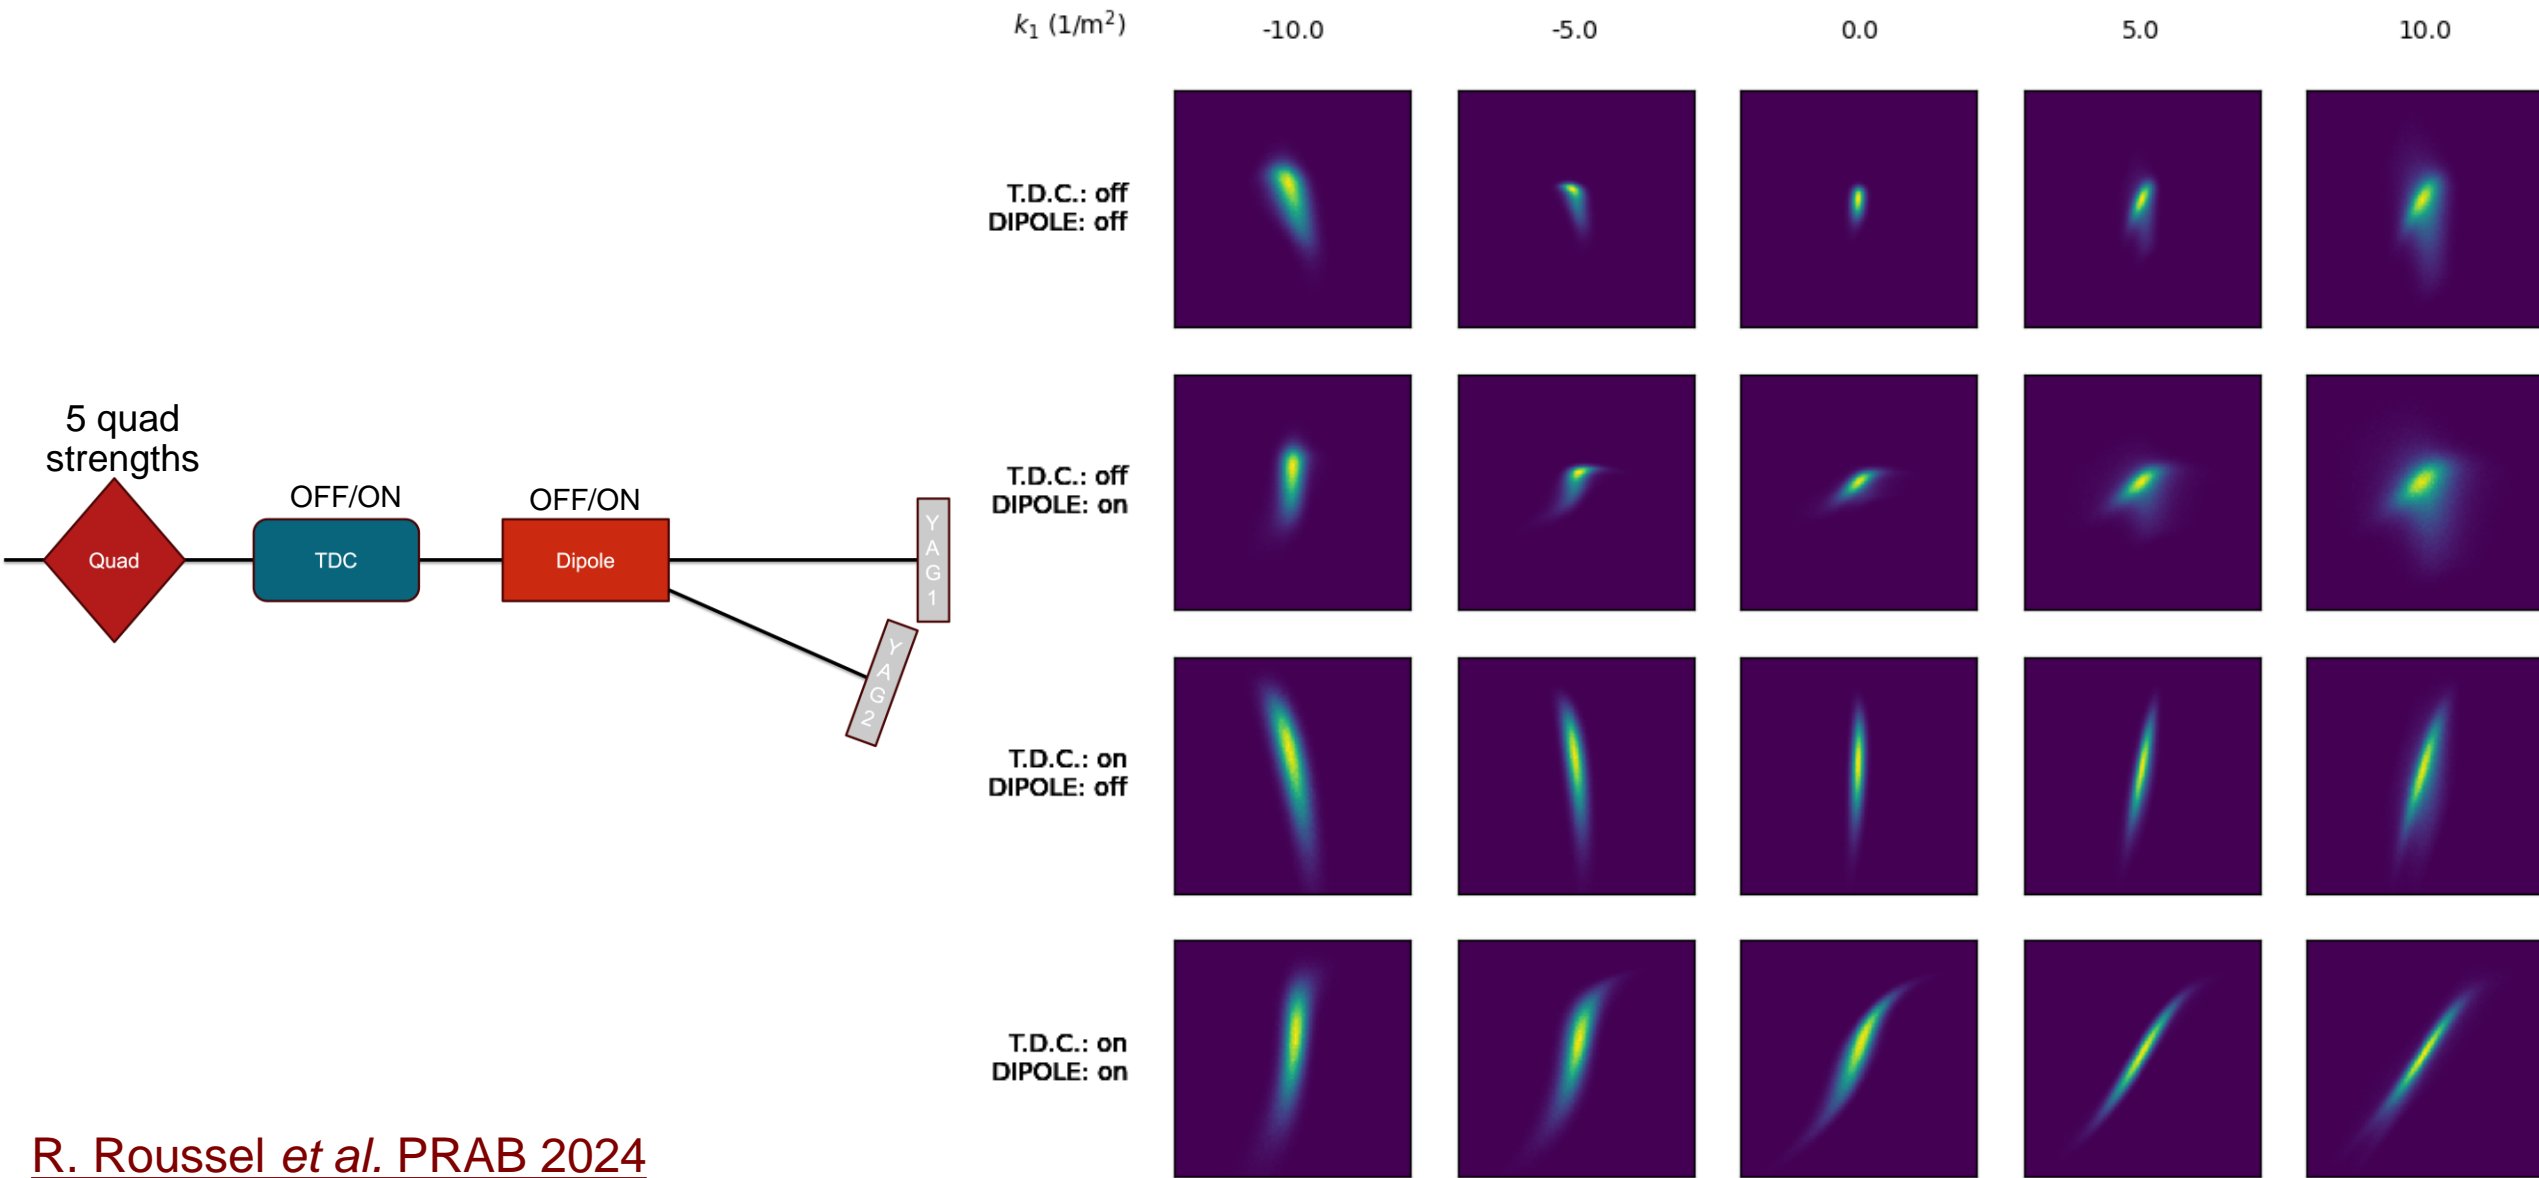 k₁ (1/m²) -10.0 -5.0 0.0 5.0 10.0
T.D.C.: off
DIPOLE: off
T.D.C.: off
DIPOLE: on
T.D.C.: on
DIPOLE: off
T.D.C.: on
DIPOLE: on
5 quad
strengths
OFF/ON
OFF/ON
Quad
TDC
Dipole
YAG1
YAG2
R. Roussel et al. PRAB 2024